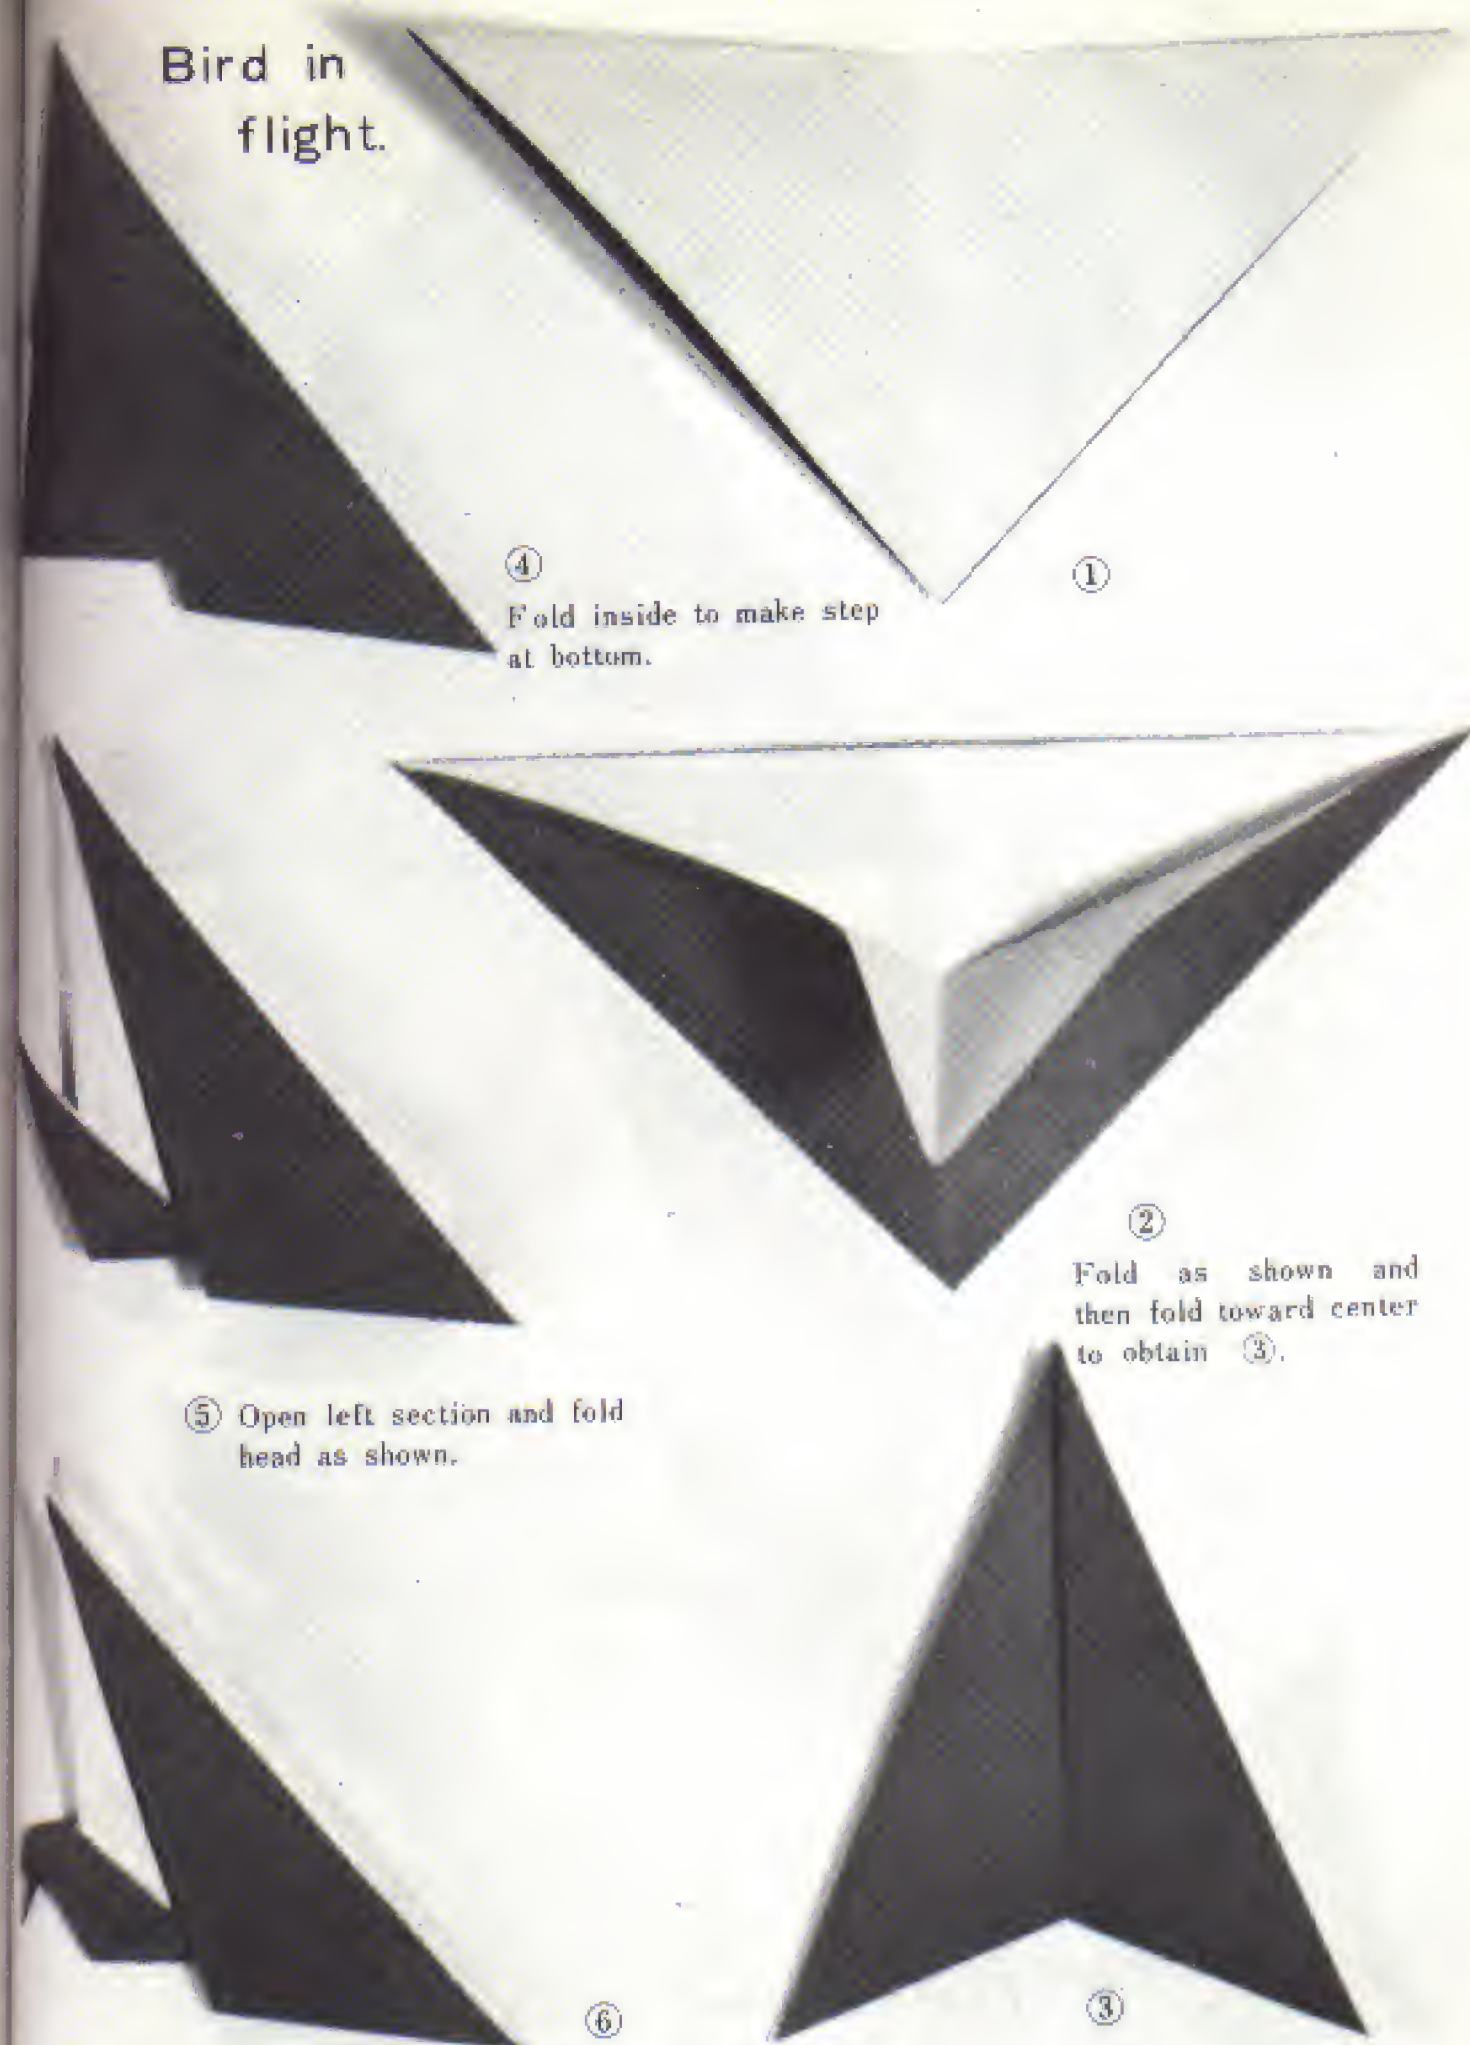 Bird in
flight.
①
②
Fold as shown and
then fold toward center
to obtain ③.
③
④
Fold inside to make step
at bottom.
⑤ Open left section and fold
head as shown.
⑥